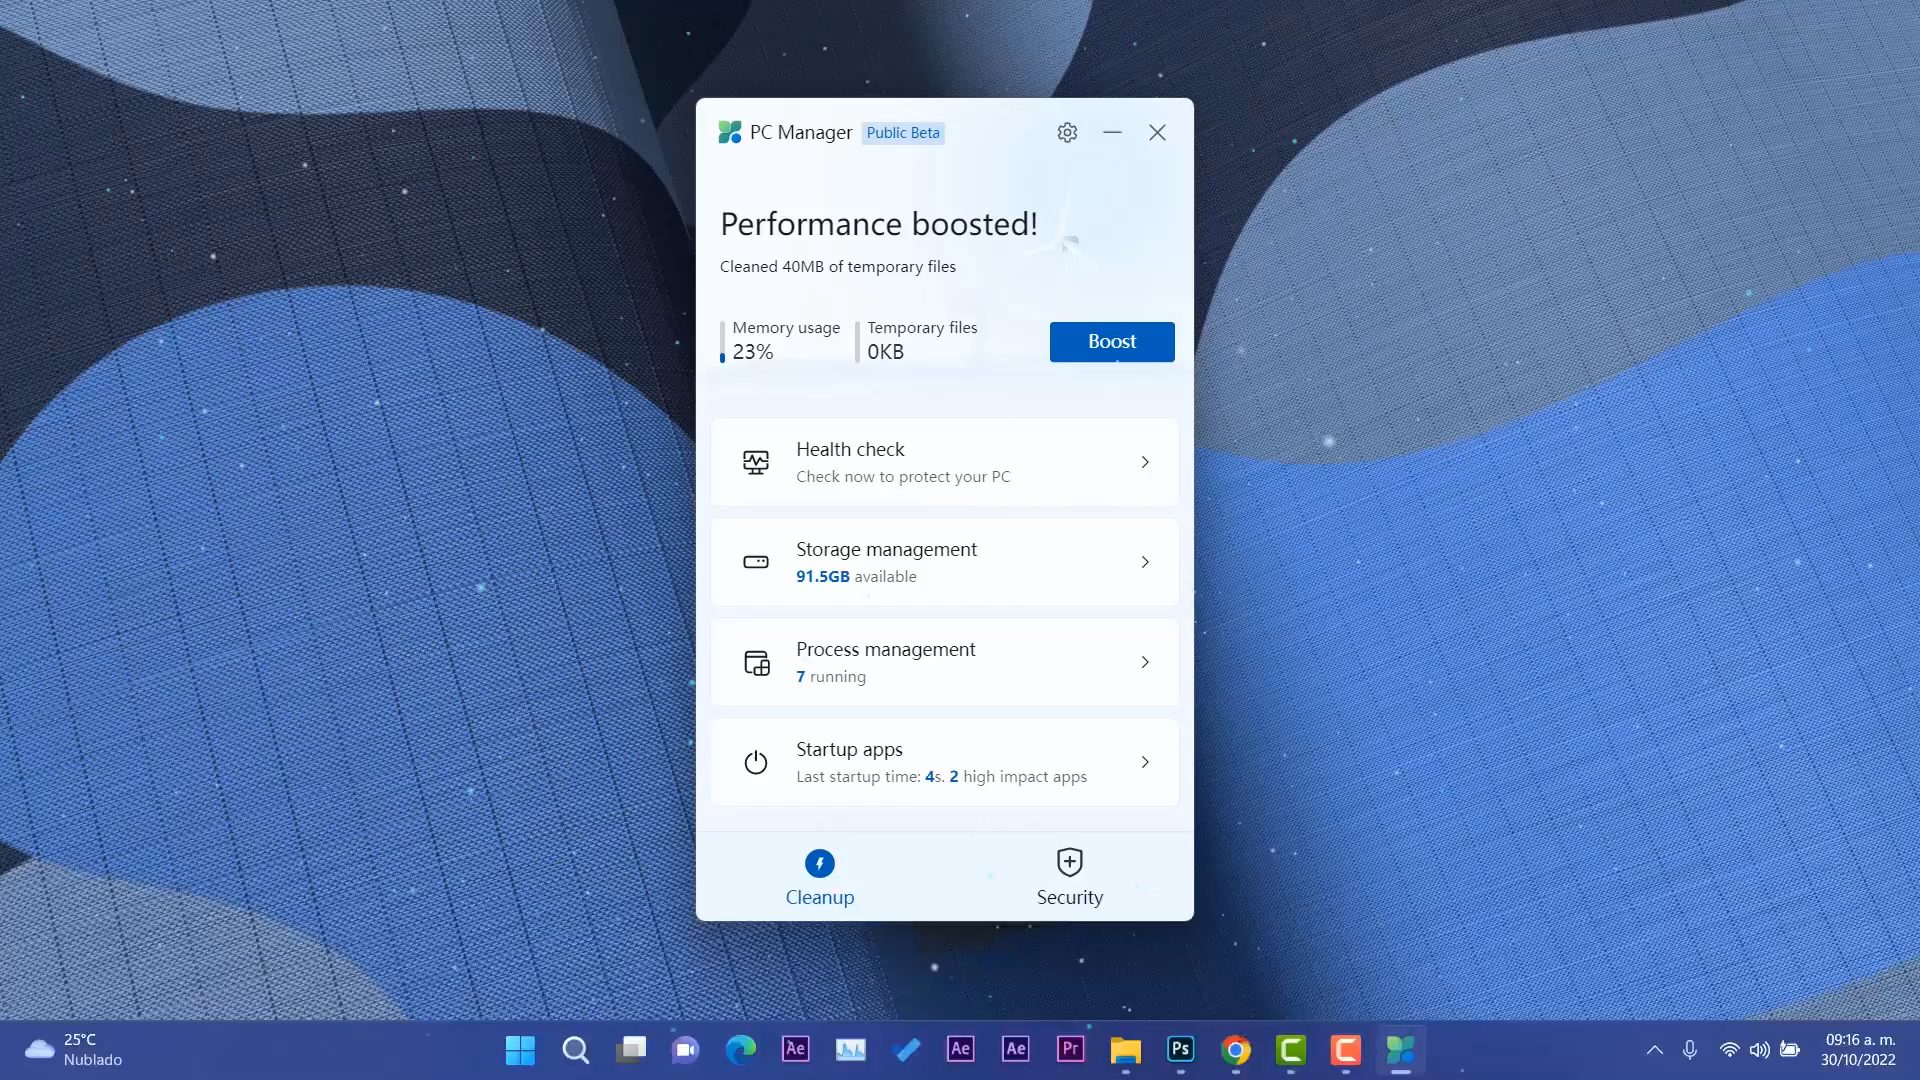 PC Manager Public Beta
Performance boosted!
Cleaned 40MB of temporary files
Memory usage Temporary files
23% 0KB
Boost
Health check
Check now to protect your PC
Storage management
91.5GB available
Process management
7 running
Startup apps
Last startup time: 4s. 2 high impact apps
Cleanup Security
25°C
Nublado
Ae Ae Ae Pr Ps
09:16 a. m.
30/10/2022